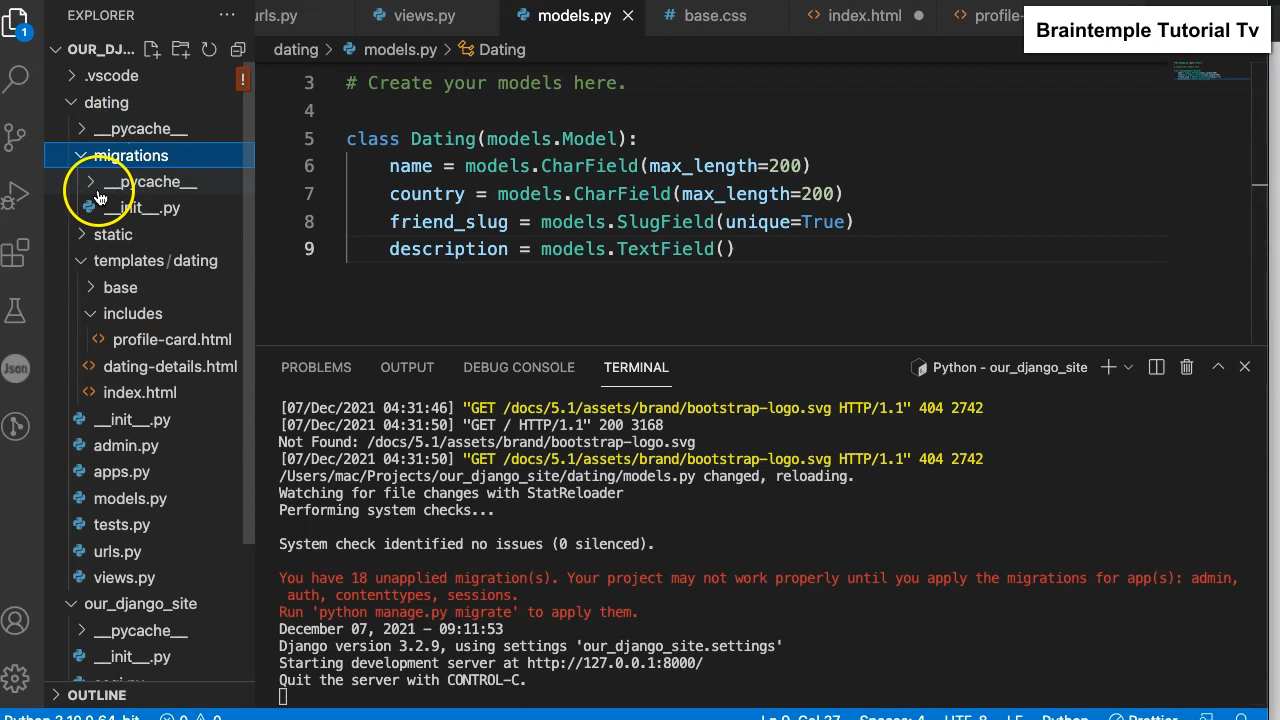 EXPLORER
urls.py
views.py
models.py
base.css
index.html
profile-
Braintemple Tutorial Tv
OUR_DJ...
dating > models.py > Dating
1
.vscode
dating
__pycache__
migrations
__pycache__
__init__.py
static
templates/dating
base
includes
profile-card.html
dating-details.html
index.html
__init__.py
admin.py
apps.py
models.py
tests.py
urls.py
views.py
our_django_site
__pycache__
__init__.py
OUTLINE
Json
3 # Create your models here.
4
5 class Dating(models.Model):
6 name = models.CharField(max_length=200)
7 country = models.CharField(max_length=200)
8 friend_slug = models.SlugField(unique=True)
9 description = models.TextField()
PROBLEMS OUTPUT DEBUG CONSOLE TERMINAL
Python - our_django_site
[07/Dec/2021 04:31:46] "GET /docs/5.1/assets/brand/bootstrap-logo.svg HTTP/1.1" 404 2742
[07/Dec/2021 04:31:50] "GET / HTTP/1.1" 200 3168
Not Found: /docs/5.1/assets/brand/bootstrap-logo.svg
[07/Dec/2021 04:31:50] "GET /docs/5.1/assets/brand/bootstrap-logo.svg HTTP/1.1" 404 2742
/Users/mac/Projects/our_django_site/dating/models.py changed, reloading.
Watching for file changes with StatReloader
Performing system checks...
System check identified no issues (0 silenced).
You have 18 unapplied migration(s). Your project may not work properly until you apply the migrations for app(s): admin,
auth, contenttypes, sessions.
Run 'python manage.py migrate' to apply them.
December 07, 2021 - 09:11:53
Django version 3.2.9, using settings 'our_django_site.settings'
Starting development server at http://127.0.0.1:8000/
Quit the server with CONTROL-C.